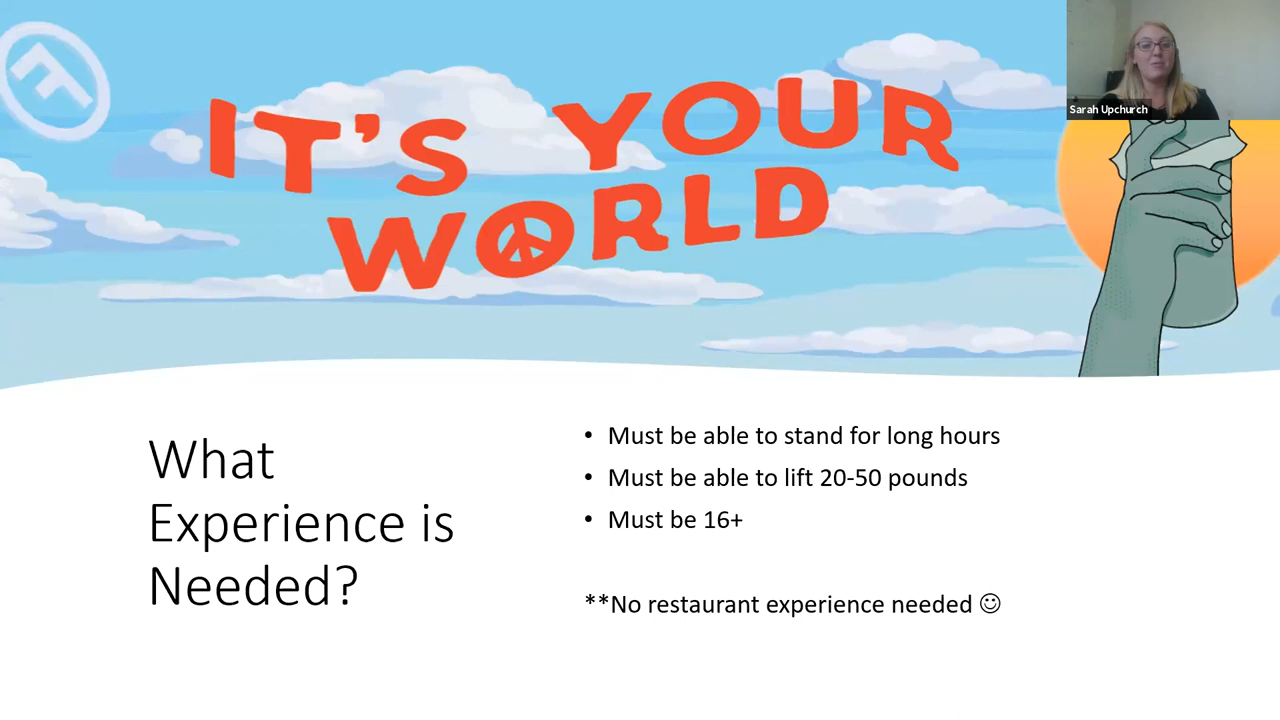 IT'S YOUR
WORLD
Sarah Upchurch
What
Experience is
Needed?
• Must be able to stand for long hours
• Must be able to lift 20-50 pounds
• Must be 16+
**No restaurant experience needed ☺